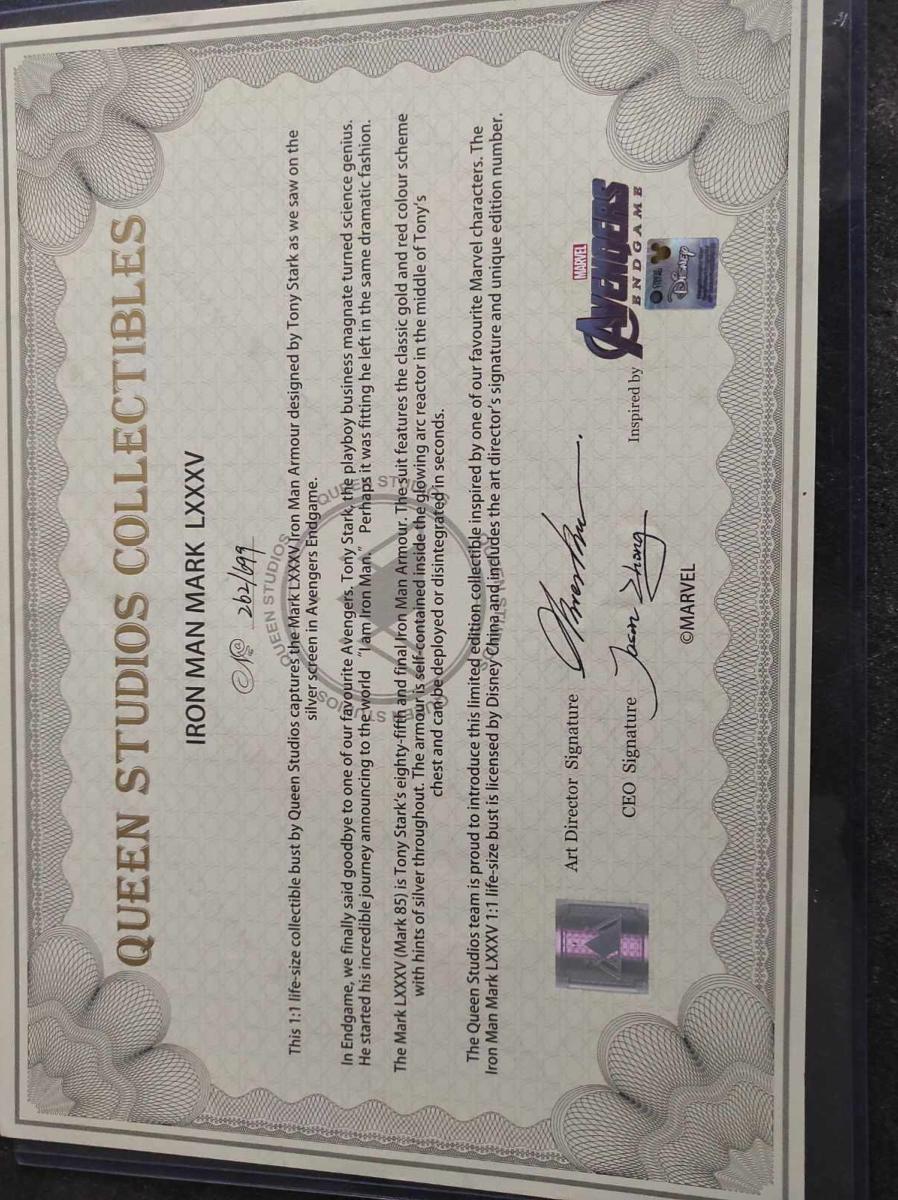 QUEEN STUDIOS COLLECTIBLES
IRON MAN MARK LXXXV
262/699
This 1:1 life-size collectible bust by Queen Studios captures the Mark LXXXV Iron Man Armour designed by Tony Stark as we saw on the
silver screen in Avengers Endgame.
In Endgame, we finally said goodbye to one of our favourite Avengers. Tony Stark, the playboy business magnate turned science genius.
He started his incredible journey announcing to the world “I am Iron Man.” Perhaps it was fitting he left in the same dramatic fashion.
The Mark LXXXV (Mark 85) is Tony Stark's eighty-fifth and final Iron Man Armour. The suit features the classic gold and red colour scheme
with hints of silver throughout. The armour is self-contained inside the glowing arc reactor in the middle of Tony's
chest and can be deployed or disintegrated in seconds.
The Queen Studios team is proud to introduce this limited edition collectible inspired by one of our favourite Marvel characters. The
Iron Man Mark LXXXV 1:1 life-size bust is licensed by Disney China and includes the art director's signature and unique edition number.
QUEEN STUDIOS
QUEEN STUDIOS
QUEEN STUDIOS
Art Director Signature
CEO Signature Jason Zhang
Inspired by
MARVEL
AVENGERS
ENDGAME
Disney
©MARVEL